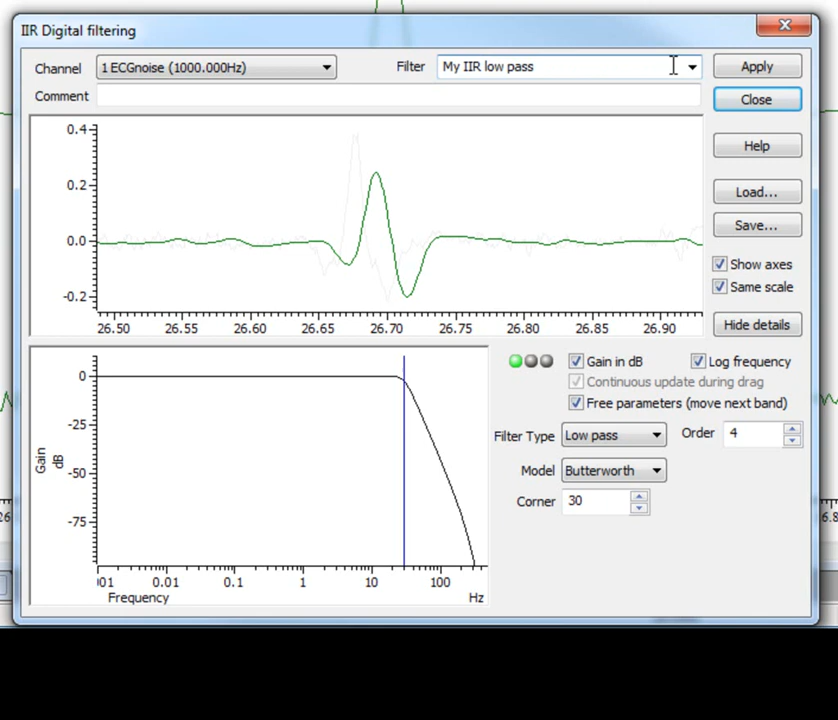 IIR Digital filtering
Channel 1 ECGnoise (1000.000Hz) Filter My IIR low pass Apply
Comment Close
Help
Load...
Save...
Show axes
Same scale
Hide details
0.4
0.2
0.0
-0.2
26.50 26.55 26.60 26.65 26.70 26.75 26.80 26.85 26.90
Gain in dB Log frequency
Continuous update during drag
Free parameters (move next band)
Filter Type Low pass Order 4
Model Butterworth
Corner 30
0
-25
-50
-75
Gain
dB
001 0.01 0.1 1 10 100
Frequency Hz
26
6.8